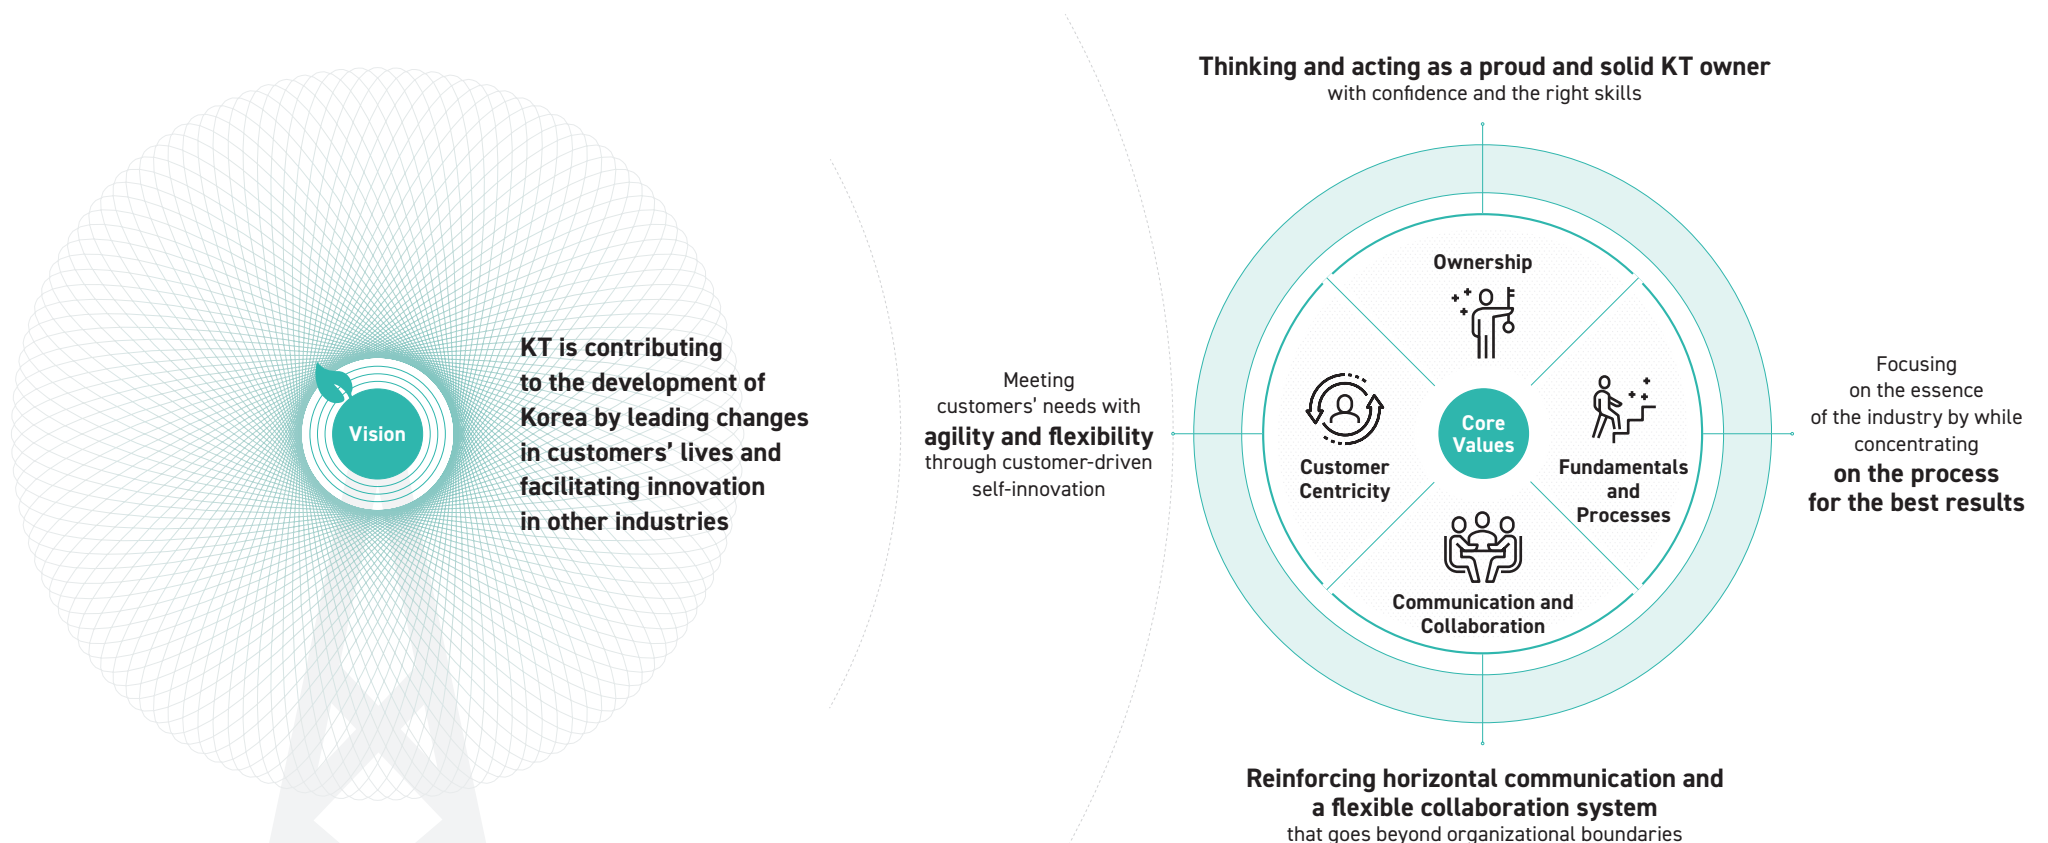 Vision
KT is contributing
to the development of
Korea by leading changes
in customers’ lives and
facilitating innovation
in other industries
Meeting
customers’ needs with
agility and flexibility
through customer-driven
self-innovation
Thinking and acting as a proud and solid KT owner
with confidence and the right skills
Ownership
Customer
Centricity
Core
Values
Fundamentals
and
Processes
Communication and
Collaboration
Focusing
on the essence
of the industry by while
concentrating
on the process
for the best results
Reinforcing horizontal communication and
a flexible collaboration system
that goes beyond organizational boundaries